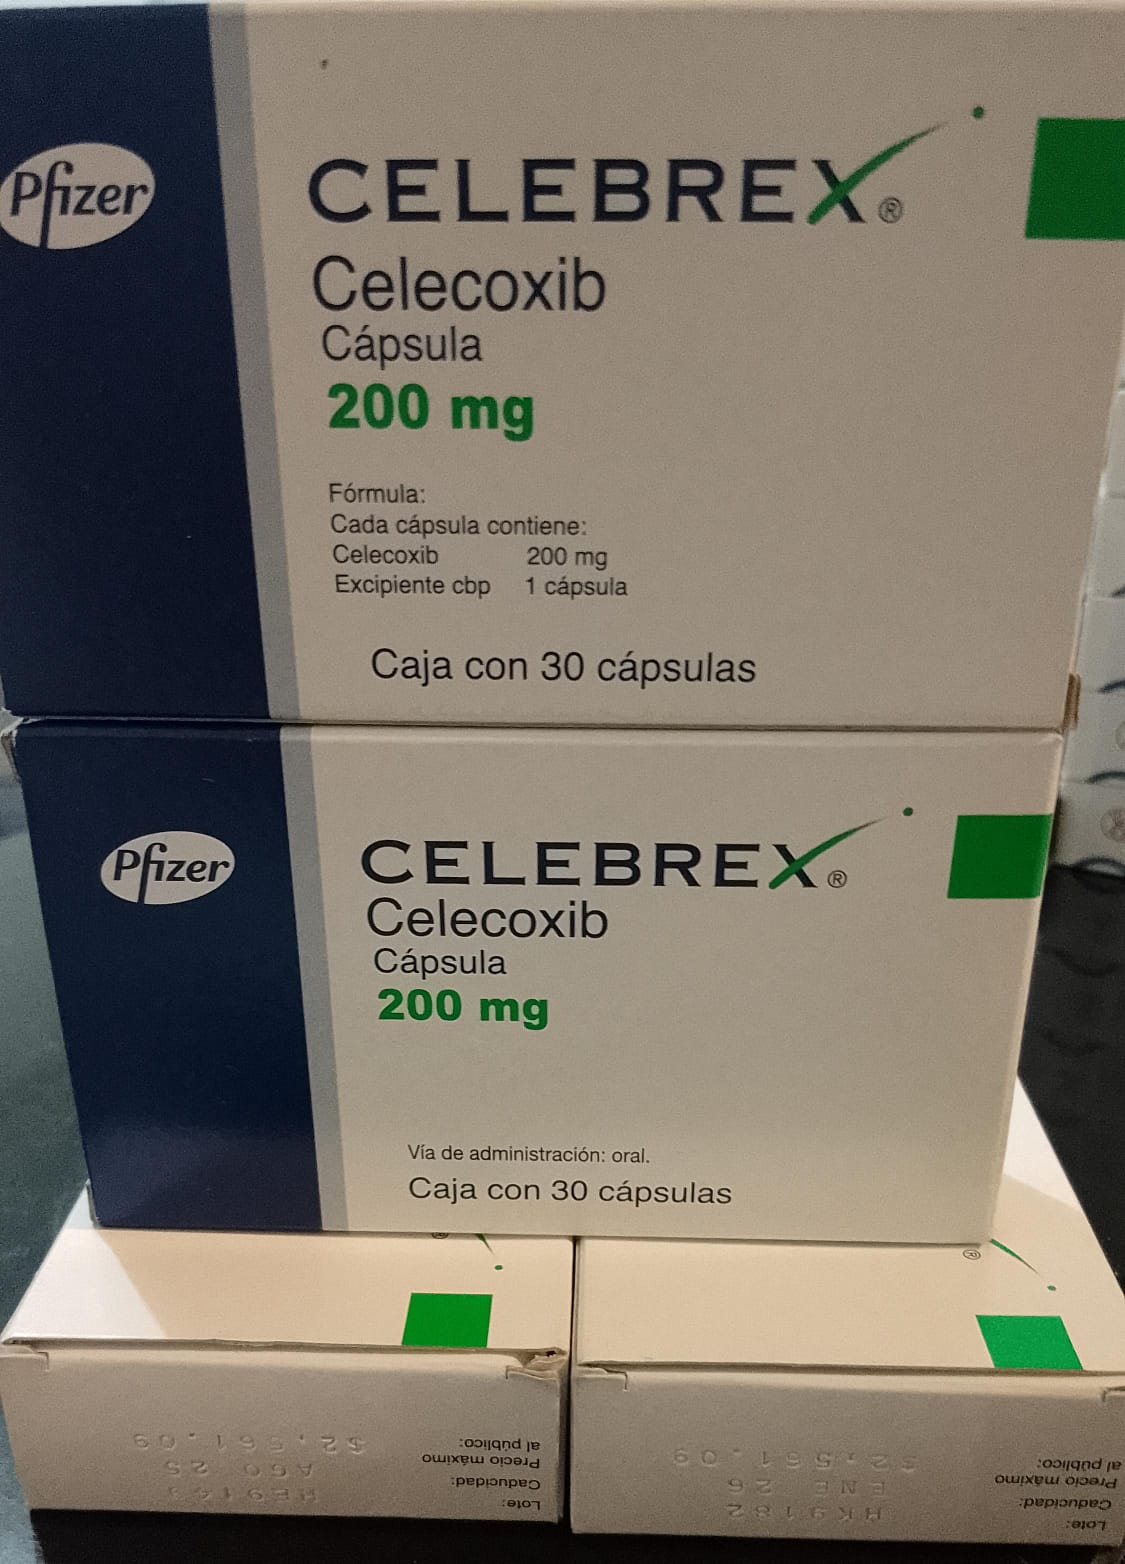 Pfizer
CELEBREX®
Celecoxib
Cápsula
200 mg
Fórmula:
Cada cápsula contiene:
Celecoxib 200 mg
Excipiente cbp 1 cápsula
Caja con 30 cápsulas
Pfizer
CELEBREX®
Celecoxib
Cápsula
200 mg
Vía de administración: oral.
Caja con 30 cápsulas
®
®
Lote:
Caducidad: AGO 25
Precio máximo
al público: $2,561.09
Lote: HK9182
Caducidad: ENE 26
Precio máximo
al público: $2,561.09